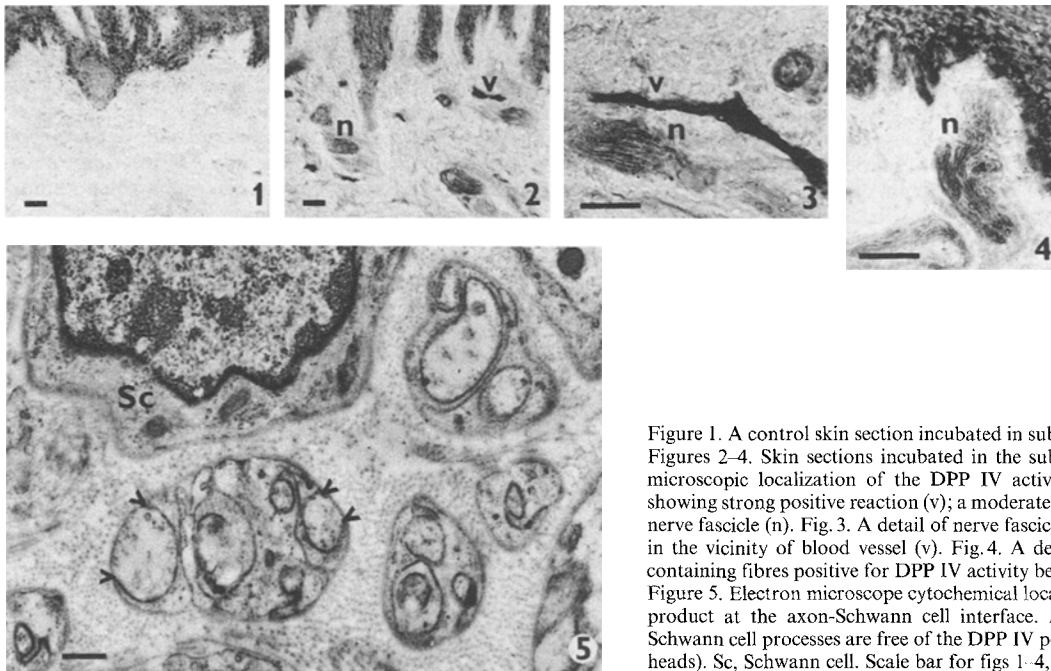 1
n
v
2
v
n
3
n
4
Sc
5
Figure 1. A control skin section incubated in
Figures 2–4. Skin sections incubated in the
microscopic localization of the DPP IV
showing strong positive reaction (v); a moderate
nerve fascicle (n). Fig. 3. A detail of nerve
in the vicinity of blood vessel (v). Fig. 4. A
containing fibres positive for DPP IV activity
Figure 5. Electron microscope cytochemical
product at the axon-Schwann cell interface.
Schwann cell processes are free of the DPP IV
heads). Sc, Schwann cell. Scale bar for figs 1–4,